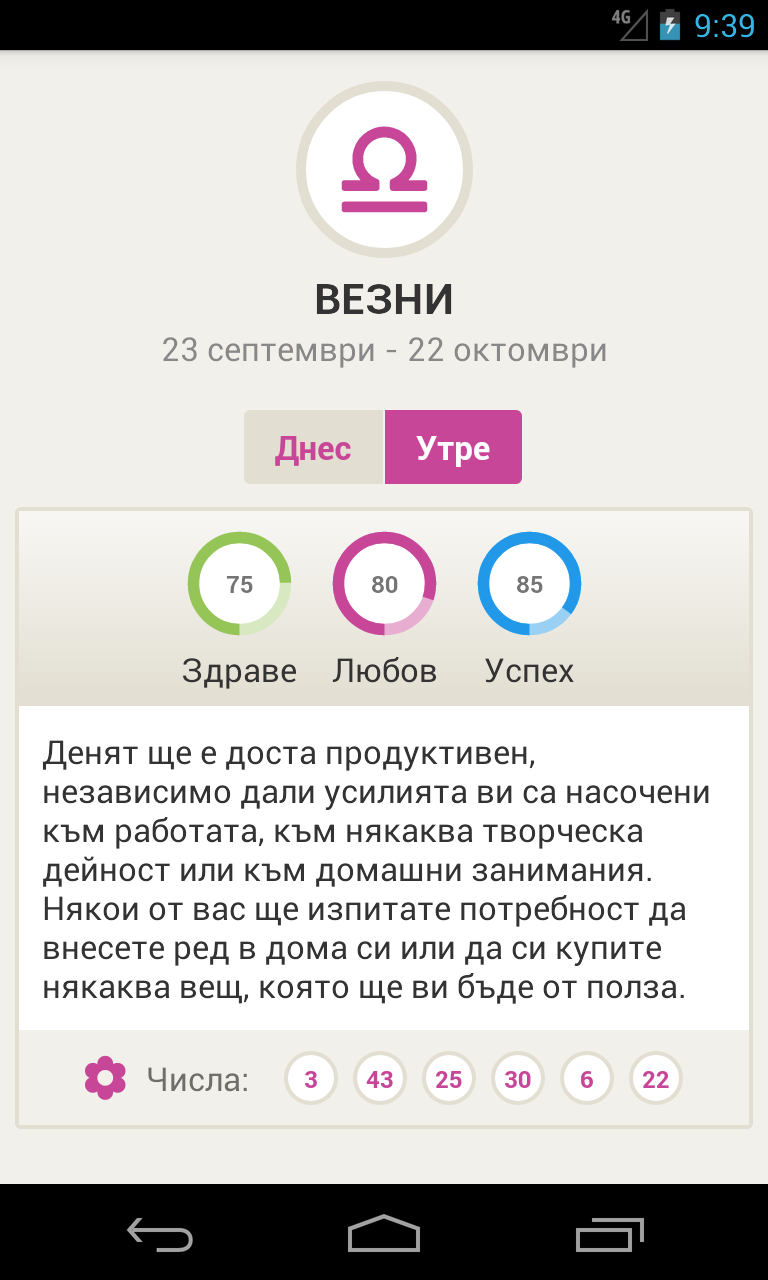 4G 9:39
ВЕЗНИ
23 септември - 22 октомври
Днес Утре
75 80 85
Здраве Любов Успех
Денят ще е доста продуктивен,
независимо дали усилията ви са насочени
към работата, към някаква творческа
дейност или към домашни занимания.
Някои от вас ще изпитате потребност да
внесете ред в дома си или да си купите
някаква вещ, която ще ви бъде от полза.
Числа: 3 43 25 30 6 22